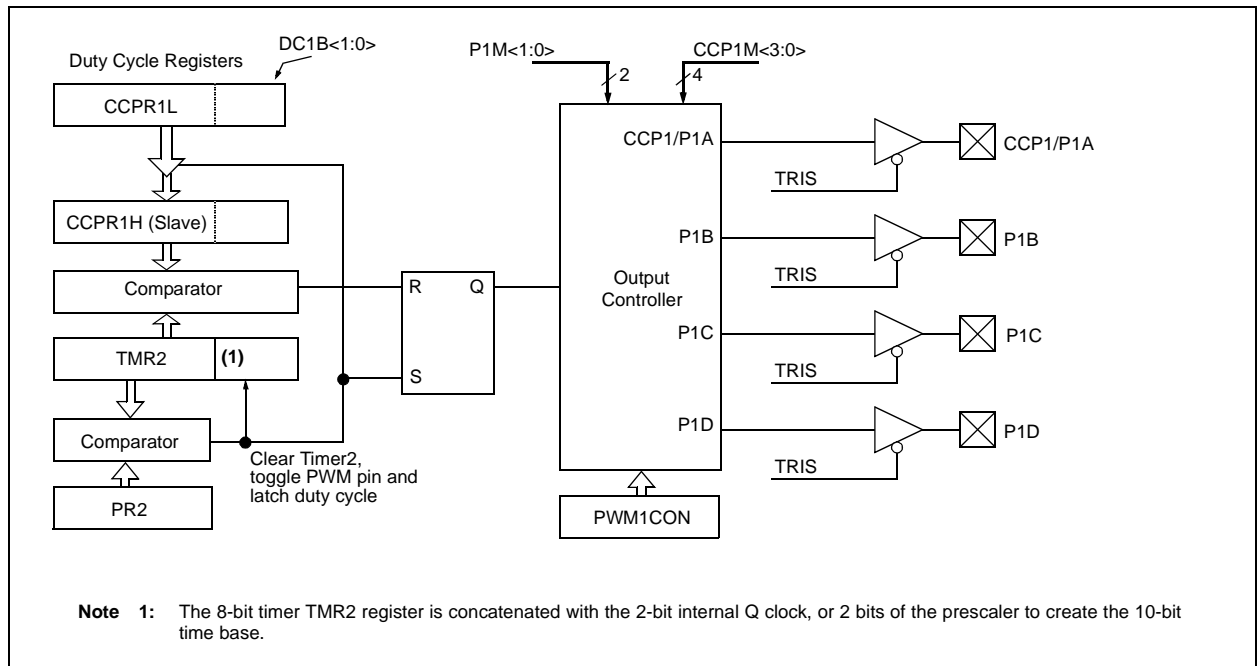 DC1B<1:0>
Duty Cycle Registers
CCPR1L
CCPR1H (Slave)
Comparator
TMR2
(1)
Comparator
PR2
Clear Timer2,
toggle PWM pin and
latch duty cycle
R
Q
S
P1M<1:0>
2
CCP1M<3:0>
4
Output
Controller
CCP1/P1A
TRIS
CCP1/P1A
P1B
TRIS
P1B
P1C
TRIS
P1C
P1D
TRIS
P1D
PWM1CON
Note 1: The 8-bit timer TMR2 register is concatenated with the 2-bit internal Q clock, or 2 bits of the prescaler to create the 10-bit
time base.